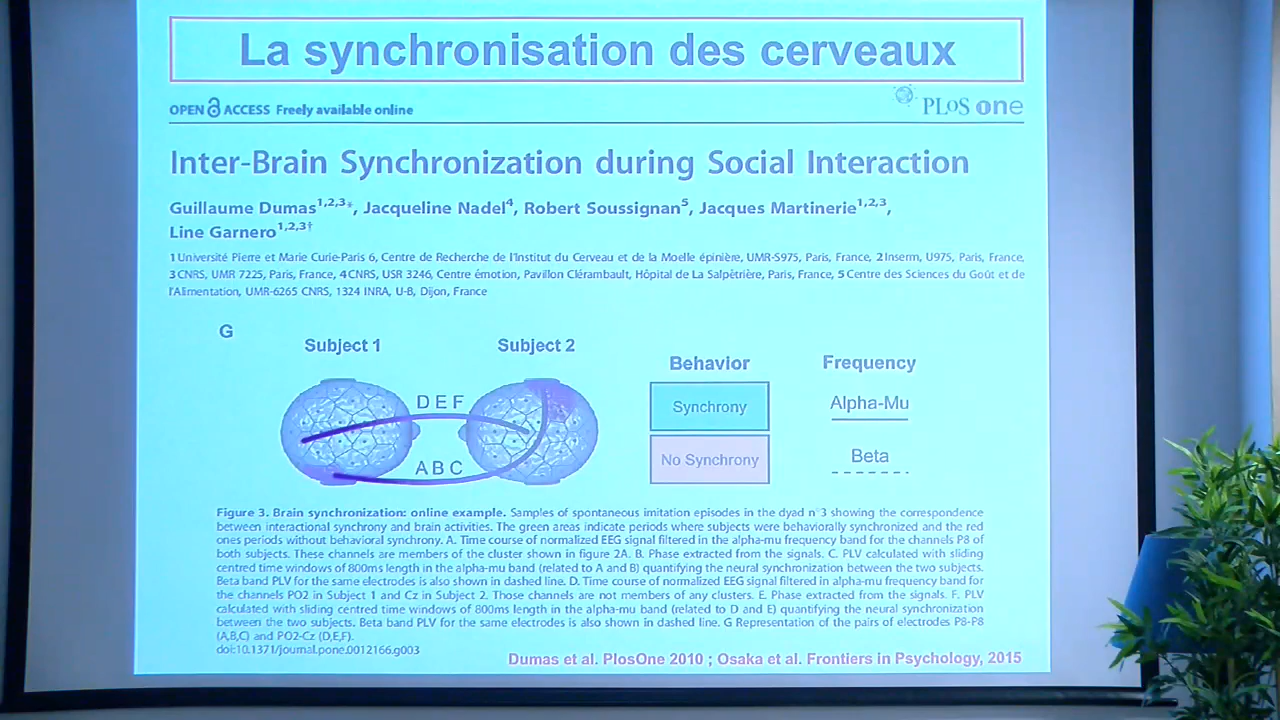 La synchronisation des cerveaux
OPEN ACCESS Freely available online
PLoS one
Inter-Brain Synchronization during Social Interaction
Guillaume Dumas1,2,3*, Jacqueline Nadel4, Robert Soussignan5, Jacques Martinerie1,2,3,
Line Garnero1,2,3†
1 Université Pierre et Marie Curie-Paris 6, Centre de Recherche de l'Institut du Cerveau et de la Moelle épinière, UMR-S975, Paris, France, 2 Inserm, U975, Paris, France,
3 CNRS, UMR 7225, Paris, France, 4 CNRS, USR 3246, Centre émotion, Pavillon Clérambault, Hôpital de La Salpêtrière, Paris, France, 5 Centre des Sciences du Goût et de
l'Alimentation, UMR-6265 CNRS, 1324 INRA, U-B, Dijon, France
G
Subject 1
Subject 2
D E F
A B C
Behavior
Synchrony
No Synchrony
Frequency
Alpha-Mu
Beta
Figure 3. Brain synchronization: online example. Samples of spontaneous imitation episodes in the dyad n°3 showing the correspondence
between interactional synchrony and brain activities. The green areas indicate periods where subjects were behaviorally synchronized and the red
ones periods without behavioral synchrony. A. Time course of normalized EEG signal filtered in the alpha-mu frequency band for the channels P8 of
both subjects. These channels are members of the cluster shown in figure 2A. B. Phase extracted from the signals. C. PLV calculated with sliding
centred time windows of 800ms length in the alpha-mu band (related to A and B) quantifying the neural synchronization between the two subjects.
Beta band PLV for the same electrodes is also shown in dashed line. D. Time course of normalized EEG signal filtered in alpha-mu frequency band for
the channels PO2 in Subject 1 and Cz in Subject 2. Those channels are not members of any clusters. E. Phase extracted from the signals. F. PLV
calculated with sliding centred time windows of 800ms length in the alpha-mu band (related to D and E) quantifying the neural synchronization
between the two subjects. Beta band PLV for the same electrodes is also shown in dashed line. G Representation of the pairs of electrodes P8-P8
(A,B,C) and PO2-Cz (D,E,F).
doi:10.1371/journal.pone.0012166.g003
Dumas et al. PlosOne 2010 ; Osaka et al. Frontiers in Psychology, 2015